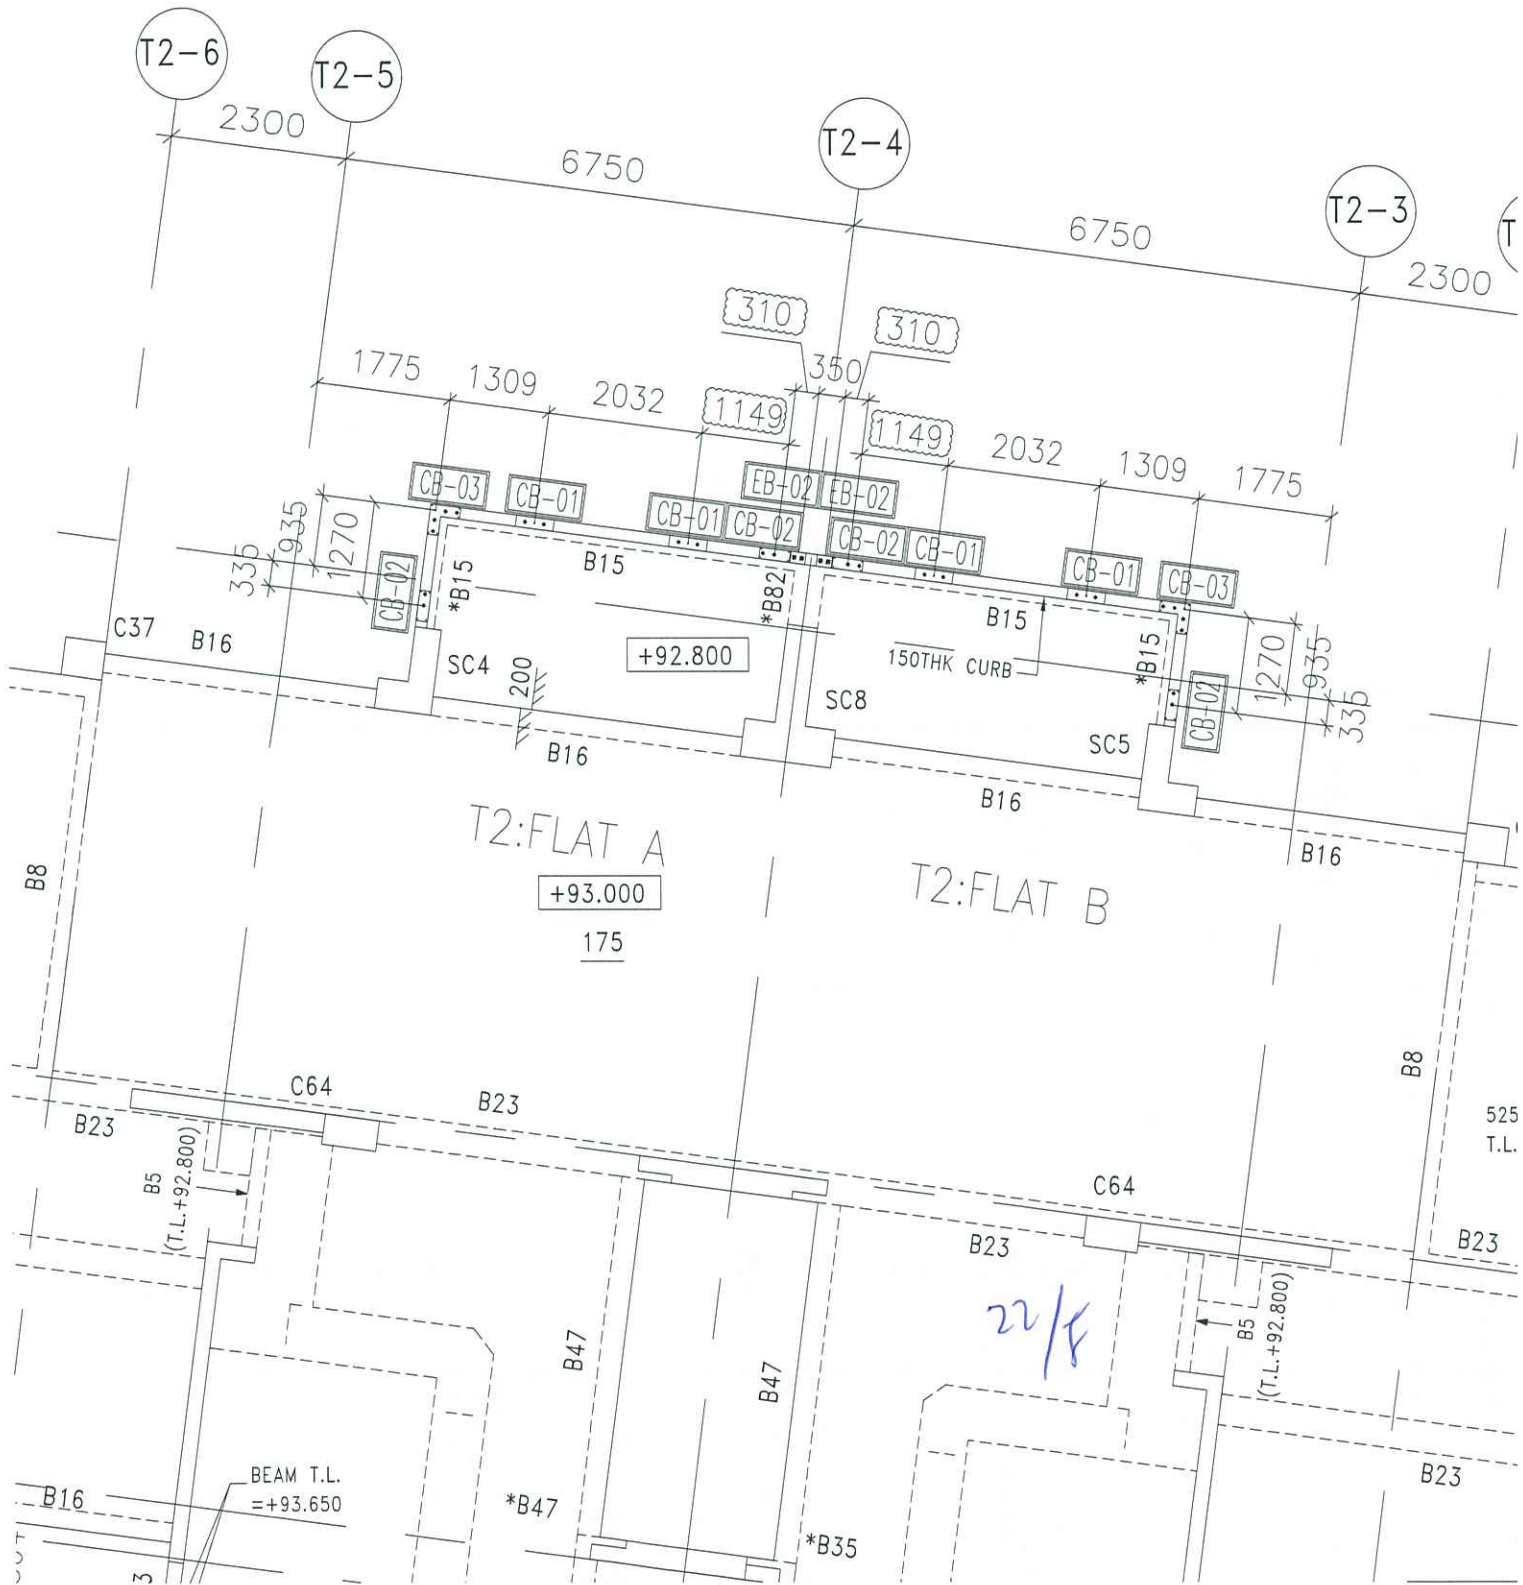 T2-6
T2-5
T2-4
T2-3
T
2300
6750
6750
2300
310
310
350
1775
1309
2032
1149
1149
2032
1309
1775
CB-03
CB-01
CB-01
CB-02
EB-02
EB-02
CB-02
CB-01
CB-01
CB-03
935
1270
335
CB-02
*B15
B15
*B82
B15
*B15
CB-02
1270
935
335
C37
B16
SC4
200
+92.800
150THK CURB
SC8
SC5
B16
B16
B16
T2:FLAT A
+93.000
175
T2:FLAT B
B8
B8
C64
B23
B23
B5
(T.L.+92.800)
C64
B23
B23
525
T.L.
B5
(T.L.+92.800)
B47
B47
22/F
BEAM T.L.
=+93.650
B16
*B47
*B35
B23
3